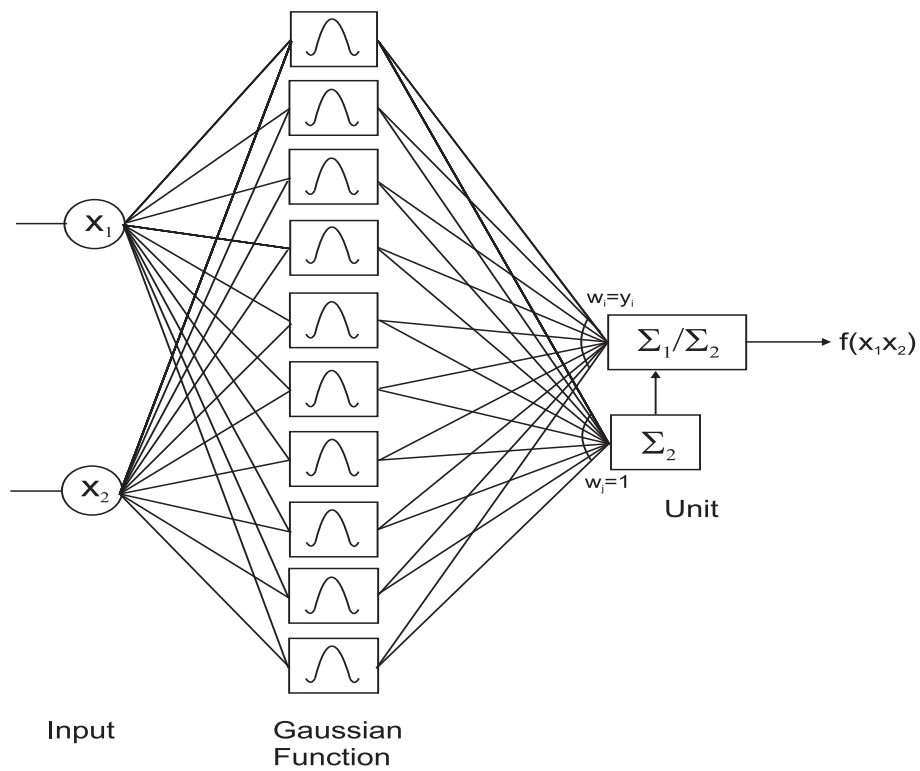 x₁
wᵢ=yᵢ
Σ₁/Σ₂
f(x₁x₂)
Σ₂
x₂
wⱼ=1
Unit
Input
Gaussian
Function